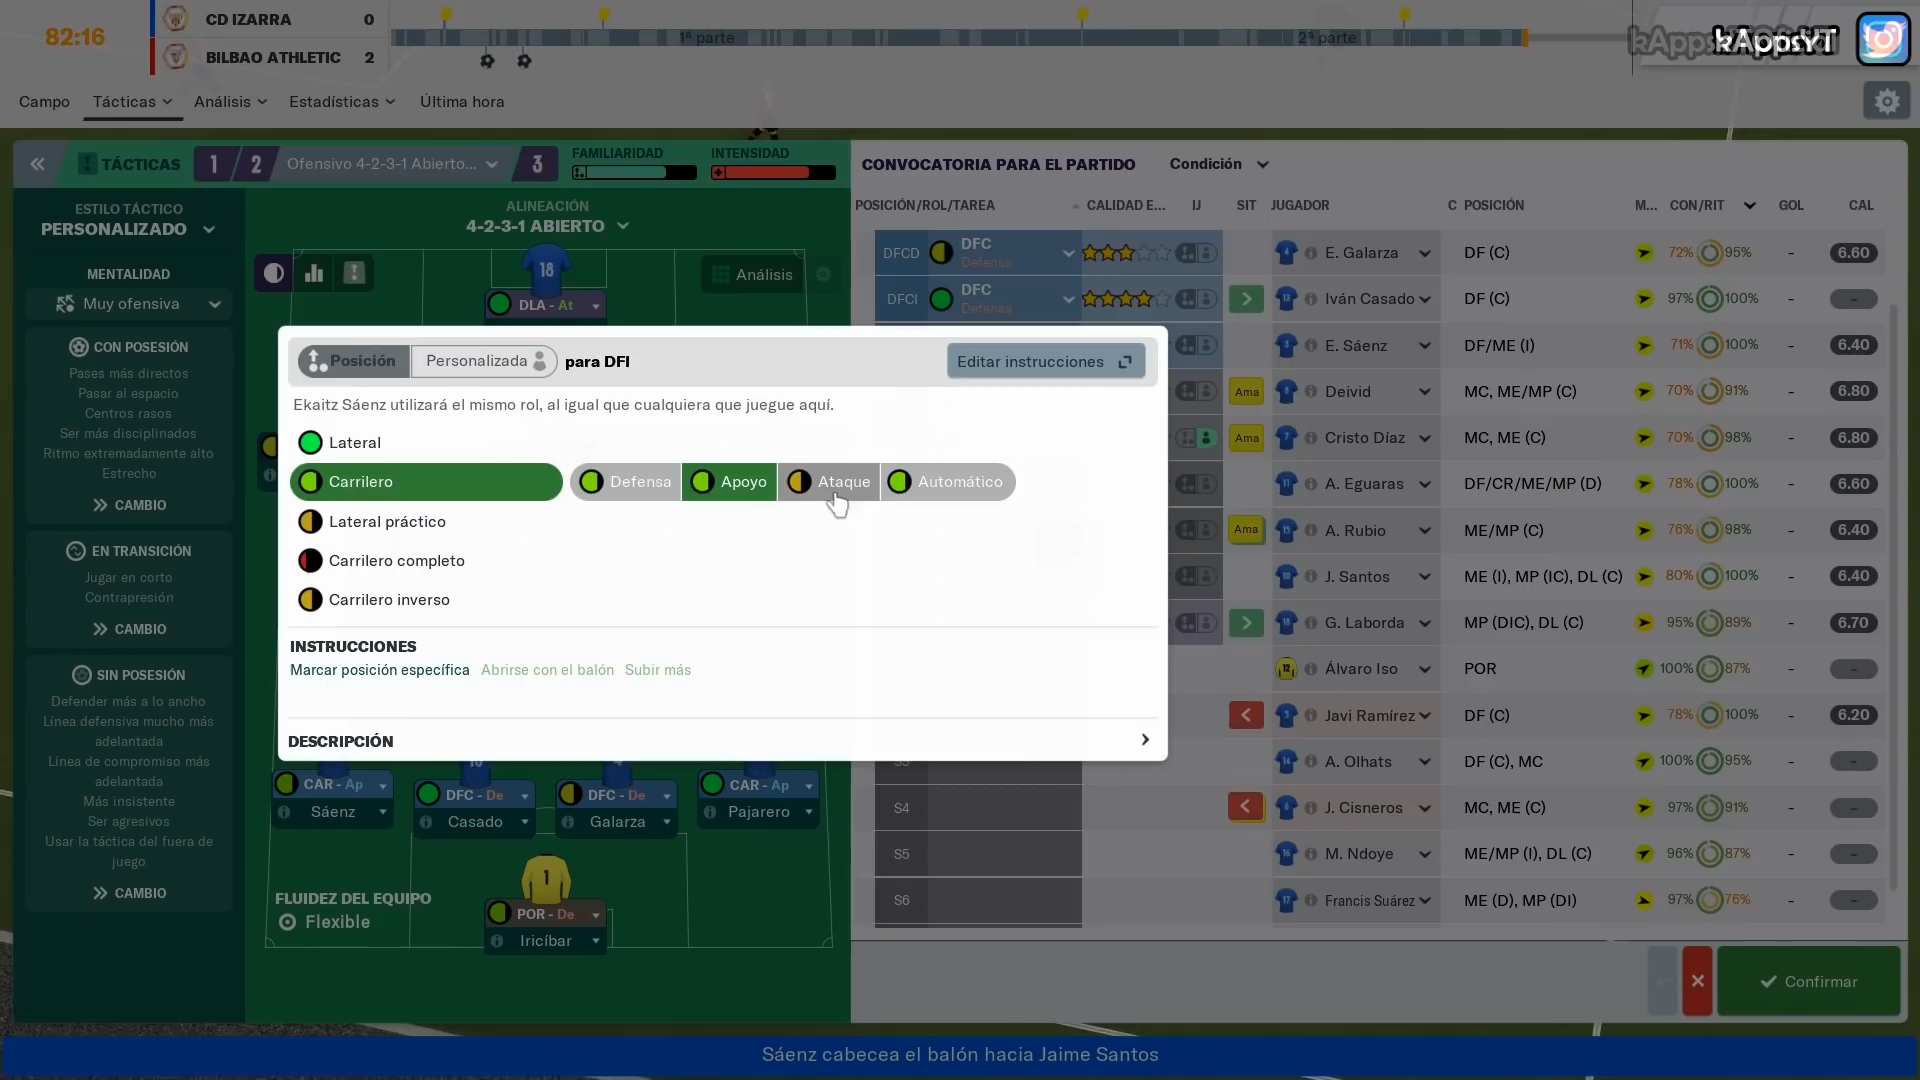 82:16
CD IZARRA 0
BILBAO ATHLETIC 2
1ª parte
2ª parte
kAppsYT
Campo
Tácticas
Análisis
Estadísticas
Última hora
TÁCTICAS
1
2
Ofensivo 4-2-3-1 Abierto...
3
FAMILIARIDAD
INTENSIDAD
ESTILO TÁCTICO
PERSONALIZADO
MENTALIDAD
Muy ofensiva
CON POSESIÓN
Pases más directos
Pasar al espacio
Centros rasos
Ser más disciplinados
Ritmo extremadamente alto
Estrecho
CAMBIO
EN TRANSICIÓN
Jugar en corto
Contrapresión
CAMBIO
SIN POSESIÓN
Defender más a lo ancho
Línea defensiva mucho más
adelantada
Línea de compromiso más
adelantada
Más insistente
Ser agresivos
Usar la táctica del fuera de
juego
CAMBIO
ALINEACIÓN
4-2-3-1 ABIERTO
Análisis
18
DLA - At
Posición
Personalizada
para DFI
Editar instrucciones
Ekaitz Sáenz utilizará el mismo rol, al igual que cualquiera que juegue aquí.
Lateral
Carrilero
Defensa
Apoyo
Ataque
Automático
Lateral práctico
Carrilero completo
Carrilero inverso
INSTRUCCIONES
Marcar posición específica Abrirse con el balón Subir más
DESCRIPCIÓN
CAR - Ap
Sáenz
DFC - De
Casado
DFC - De
Galarza
CAR - Ap
Pajarero
1
POR - De
Iricíbar
FLUIDEZ DEL EQUIPO
Flexible
CONVOCATORIA PARA EL PARTIDO
Condición
POSICIÓN/ROL/TAREA CALIDAD E... IJ SIT JUGADOR C POSICIÓN M... CON/RIT GOL CAL
DFCD DFC Defensa E. Galarza DF (C) 72% 95% - 6.60
DFCI DFC Defensa Iván Casado DF (C) 97% 100% - -
E. Sáenz DF/ME (I) 71% 100% - 6.40
Ama Deivid MC, ME/MP (C) 70% 91% - 6.80
Ama Cristo Díaz MC, ME (C) 70% 98% - 6.80
A. Eguaras DF/CR/ME/MP (D) 78% 100% - 6.60
Ama A. Rubio ME/MP (C) 76% 98% - 6.40
J. Santos ME (I), MP (IC), DL (C) 80% 100% - 6.40
G. Laborda MP (DIC), DL (C) 95% 89% - 6.70
Álvaro Iso POR 100% 87% - -
Javi Ramírez DF (C) 78% 100% - 6.20
A. Olhats DF (C), MC 100% 95% - -
S4 J. Cisneros MC, ME (C) 97% 91% - -
S5 M. Ndoye ME/MP (I), DL (C) 96% 87% - -
S6 Francis Suárez ME (D), MP (DI) 97% 76% - -
Confirmar
Sáenz cabecea el balón hacia Jaime Santos